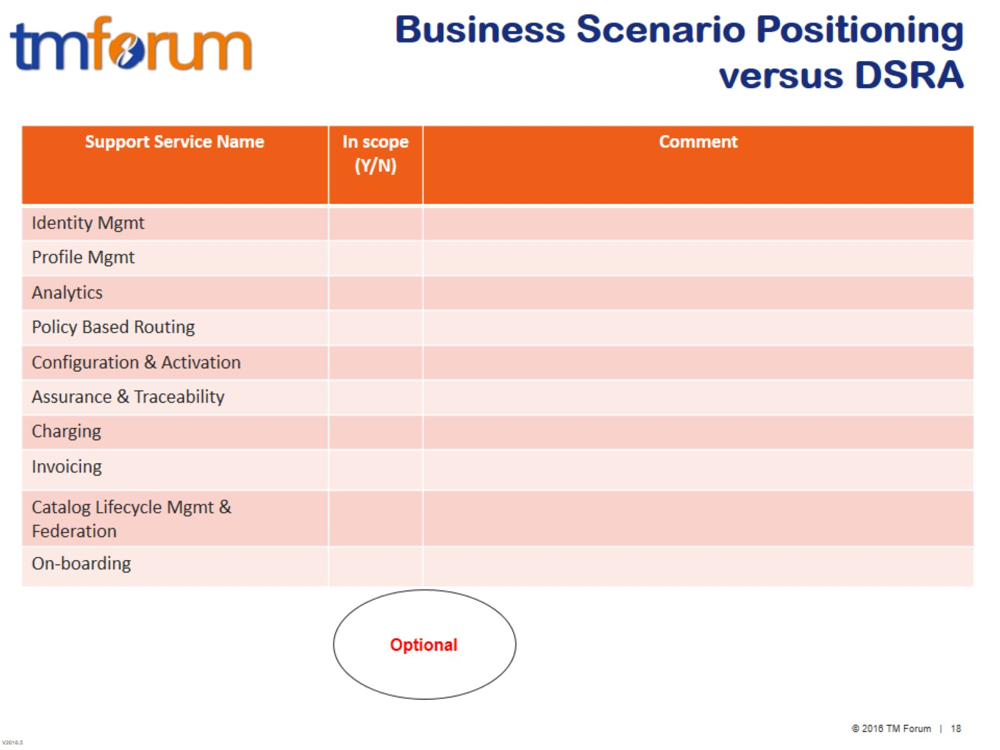 tmforum
Business Scenario Positioning
versus DSRA
Support Service Name
In scope
(Y/N)
Comment
Identity Mgmt
Profile Mgmt
Analytics
Policy Based Routing
Configuration & Activation
Assurance & Traceability
Charging
Invoicing
Catalog Lifecycle Mgmt &
Federation
On-boarding
Optional
© 2016 TM Forum | 18
V2016.5